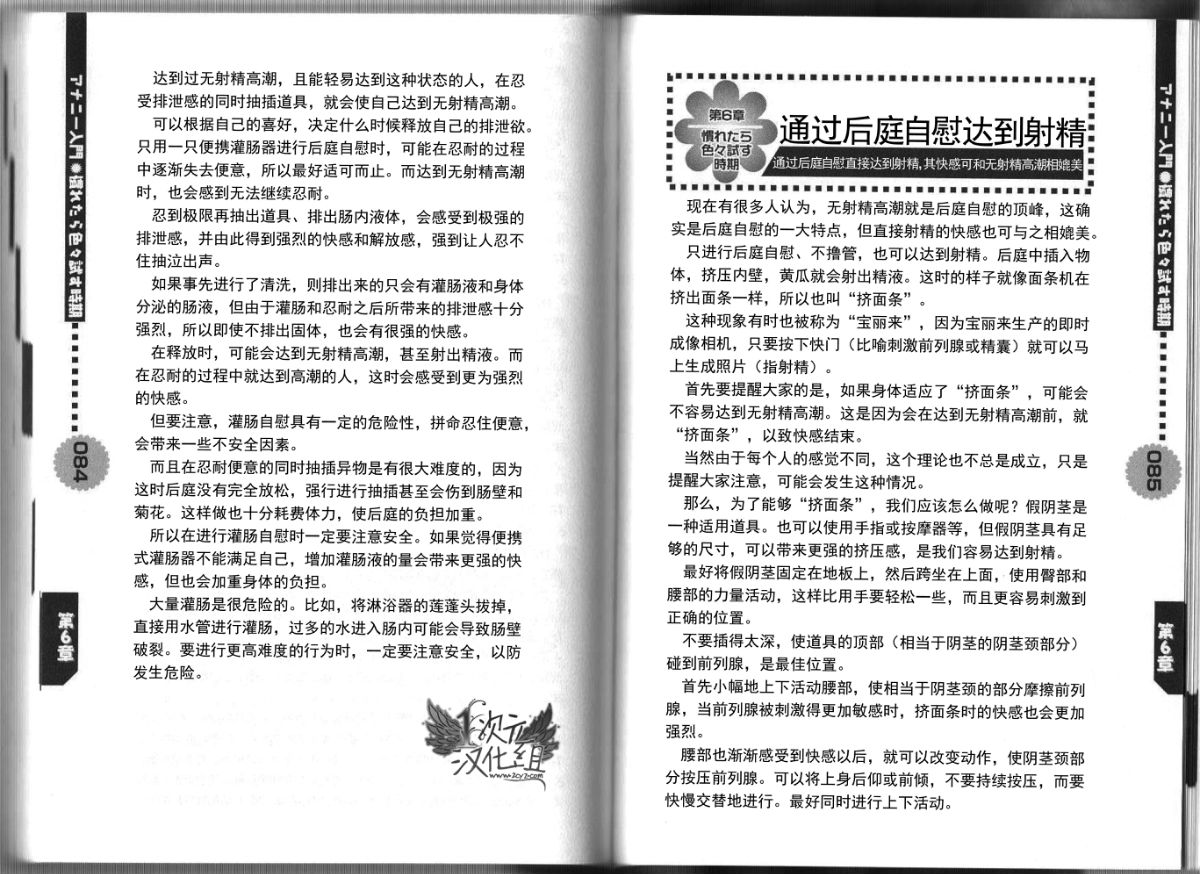 アナニー入門●慣れたら色々試す時期
084
第6章
达到过无射精高潮，且能轻易达到这种状态的人，在忍
受排泄感的同时抽插道具，就会使自己达到无射精高潮。
可以根据自己的喜好，决定什么时候释放自己的排泄欲。
只用一只便携灌肠器进行后庭自慰时，可能在忍耐的过程
中逐渐失去便意，所以最好适可而止。而达到无射精高潮
时，也会感到无法继续忍耐。
忍到极限再抽出道具、排出肠内液体，会感受到极强的
排泄感，并由此得到强烈的快感和解放感，强到让人忍不
住抽泣出声。
如果事先进行了清洗，则排出来的只会有灌肠液和身体
分泌的肠液，但由于灌肠和忍耐之后所带来的排泄感十分
强烈，所以即使不排出固体，也会有很强的快感。
在释放时，可能会达到无射精高潮，甚至射出精液。而
在忍耐的过程中就达到高潮的人，这时会感受到更为强烈
的快感。
但要注意，灌肠自慰具有一定的危险性，拼命忍住便意，
会带来一些不安全因素。
而且在忍耐便意的同时抽插异物是有很大难度的，因为
这时后庭没有完全放松，强行进行抽插甚至会伤到肠壁和
菊花。这样做也十分耗费体力，使后庭的负担加重。
所以在进行灌肠自慰时一定要注意安全。如果觉得便携
式灌肠器不能满足自己，增加灌肠液的量会带来更强的快
感，但也会加重身体的负担。
大量灌肠是很危险的。比如，将淋浴器的莲蓬头拔掉，
直接用水管进行灌肠，过多的水进入肠内可能会导致肠壁
破裂。要进行更高难度的行为时，一定要注意安全，以防
发生危险。
次元
汉化组
www.2cy2.com
第6章
慣れたら
色々試す
時期
通过后庭自慰达到射精
通过后庭自慰直接达到射精,其快感可和无射精高潮相媲美
现在有很多人认为，无射精高潮就是后庭自慰的顶峰，这确
实是后庭自慰的一大特点，但直接射精的快感也可与之相媲美。
只进行后庭自慰、不撸管，也可以达到射精。后庭中插入物
体，挤压内壁，黄瓜就会射出精液。这时的样子就像面条机在
挤出面条一样，所以也叫“挤面条”。
这种现象有时也被称为“宝丽来”，因为宝丽来生产的即时
成像相机，只要按下快门（比喻刺激前列腺或精囊）就可以马
上生成照片（指射精）。
首先要提醒大家的是，如果身体适应了“挤面条”，可能会
不容易达到无射精高潮。这是因为会在达到无射精高潮前，就
“挤面条”，以致快感结束。
当然由于每个人的感觉不同，这个理论也不总是成立，只是
提醒大家注意，可能会发生这种情况。
那么，为了能够“挤面条”，我们应该怎么做呢？假阴茎是
一种适用道具。也可以使用手指或按摩器等，但假阴茎具有足
够的尺寸，可以带来更强的挤压感，是我们容易达到射精。
最好将假阴茎固定在地板上，然后跨坐在上面，使用臀部和
腰部的力量活动，这样比用手要轻松一些，而且更容易刺激到
正确的位置。
不要插得太深，使道具的顶部（相当于阴茎的阴茎颈部分）
碰到前列腺，是最佳位置。
首先小幅地上下活动腰部，使相当于阴茎颈的部分摩擦前列
腺，当前列腺被刺激得更加敏感时，挤面条时的快感也会更加
强烈。
腰部也渐渐感受到快感以后，就可以改变动作，使阴茎颈部
分按压前列腺。可以将上身后仰或前倾，不要持续按压，而要
快慢交替地进行。最好同时进行上下活动。
アナニー入門●慣れたら色々試す時期
085
第6章